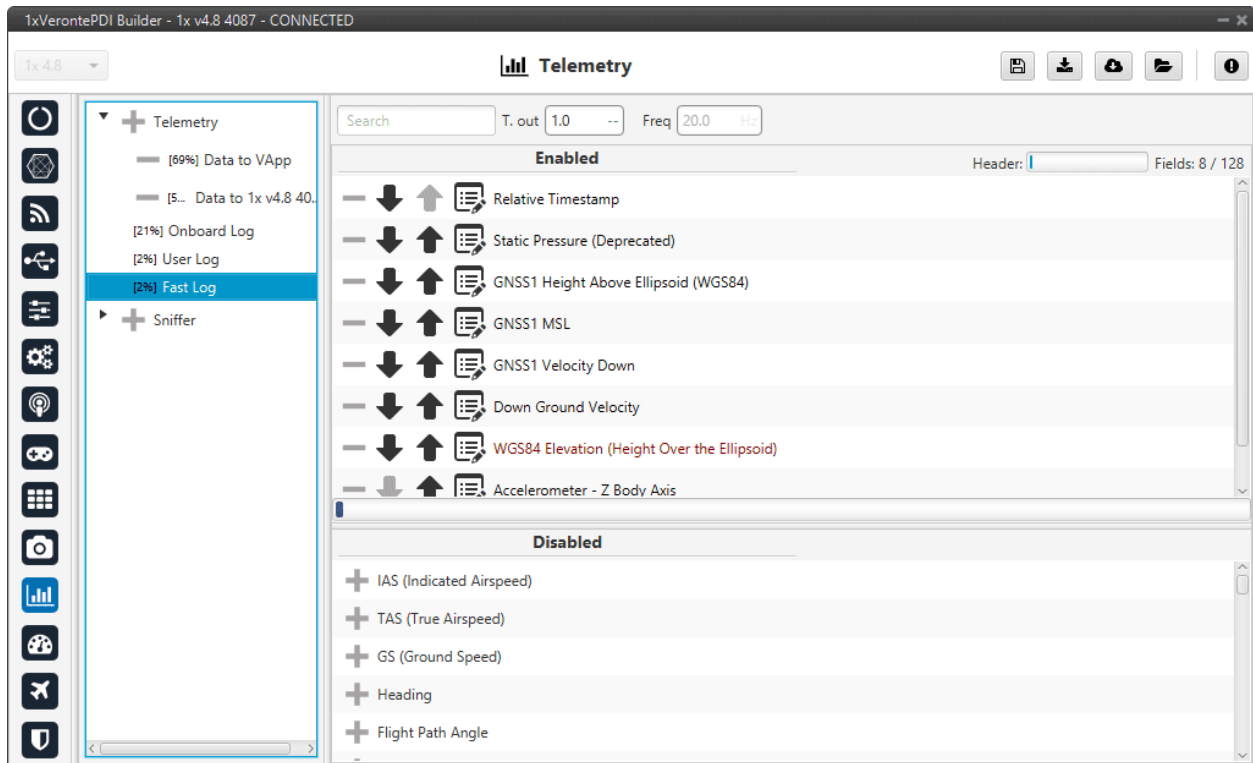 1xVerontePDI Builder - 1x v4.8 4087 - CONNECTED
1x 4.8
Telemetry
Telemetry
[69%] Data to VApp
[5... Data to 1x v4.8 40..
[21%] Onboard Log
[2%] User Log
[2%] Fast Log
Sniffer
Search T. out 1.0 -- Freq 20.0 Hz
Enabled Header: Fields: 8 / 128
Relative Timestamp
Static Pressure (Deprecated)
GNSS1 Height Above Ellipsoid (WGS84)
GNSS1 MSL
GNSS1 Velocity Down
Down Ground Velocity
WGS84 Elevation (Height Over the Ellipsoid)
Accelerometer - Z Body Axis
Disabled
IAS (Indicated Airspeed)
TAS (True Airspeed)
GS (Ground Speed)
Heading
Flight Path Angle